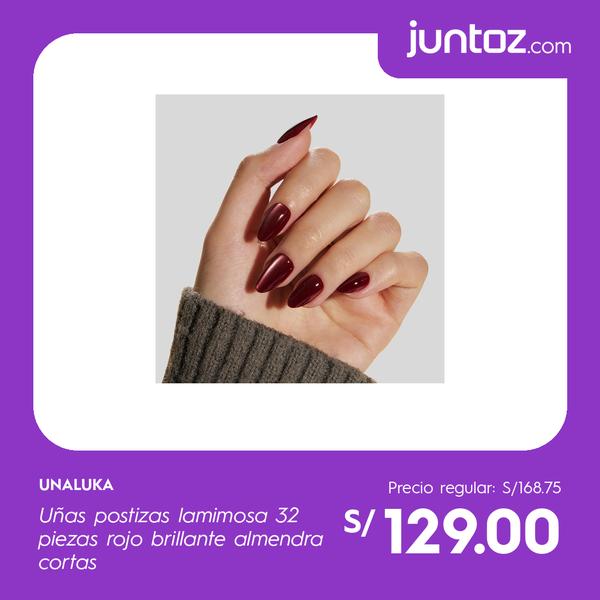 juntoz.com
UNALUKA
Uñas postizas lamimosa 32
piezas rojo brillante almendra
cortas
Precio regular: S/168.75
S/129.00